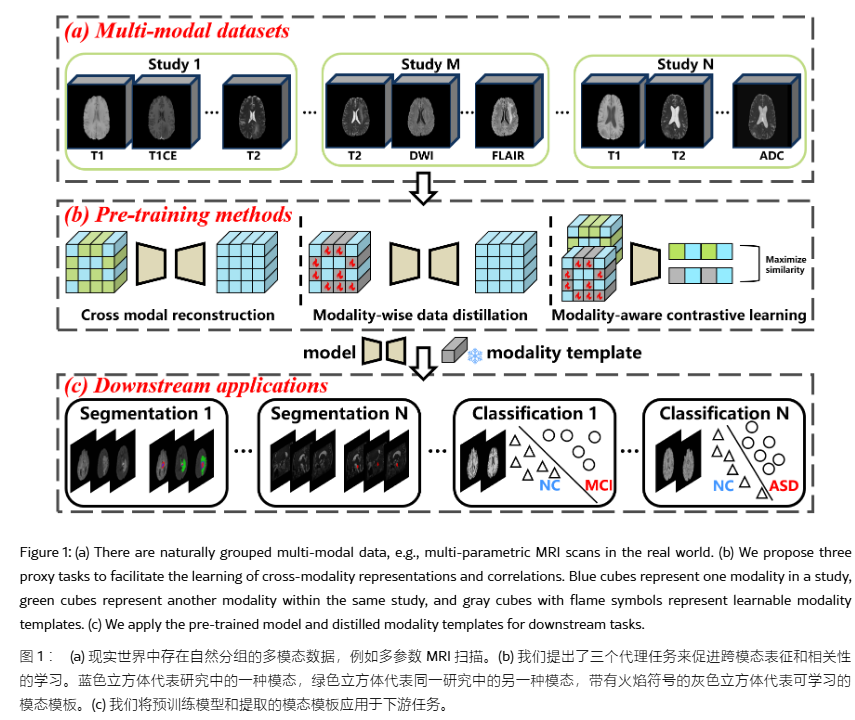 (a) Multi-modal datasets
Study 1
Study M
Study N
T1
T1CE
...
T2
...
T2
DWI
FLAIR
...
T1
T2
ADC
(b) Pre-training methods
Maximize
similarity
Cross modal reconstruction
Modality-wise data distillation
Modality-aware contrastive learning
model
modality template
(c) Downstream applications
Segmentation 1
...
Segmentation N
...
Classification 1
NC
MCI
...
Classification N
NC
ASD
Figure 1: (a) There are naturally grouped multi-modal data, e.g., multi-parametric MRI scans in the real world. (b) We propose three
proxy tasks to facilitate the learning of cross-modality representations and correlations. Blue cubes represent one modality in a study,
green cubes represent another modality within the same study, and gray cubes with flame symbols represent learnable modality
templates. (c) We apply the pre-trained model and distilled modality templates for downstream tasks.
图 1： (a) 现实世界中存在自然分组的多模态数据，例如多参数 MRI 扫描。(b) 我们提出了三个代理任务来促进跨模态表征和相关性
的学习。蓝色立方体代表研究中的一种模态，绿色立方体代表同一研究中的另一种模态，带有火焰符号的灰色立方体代表可学习的
模态模板。(c) 我们将预训练模型和提取的模态模板应用于下游任务。